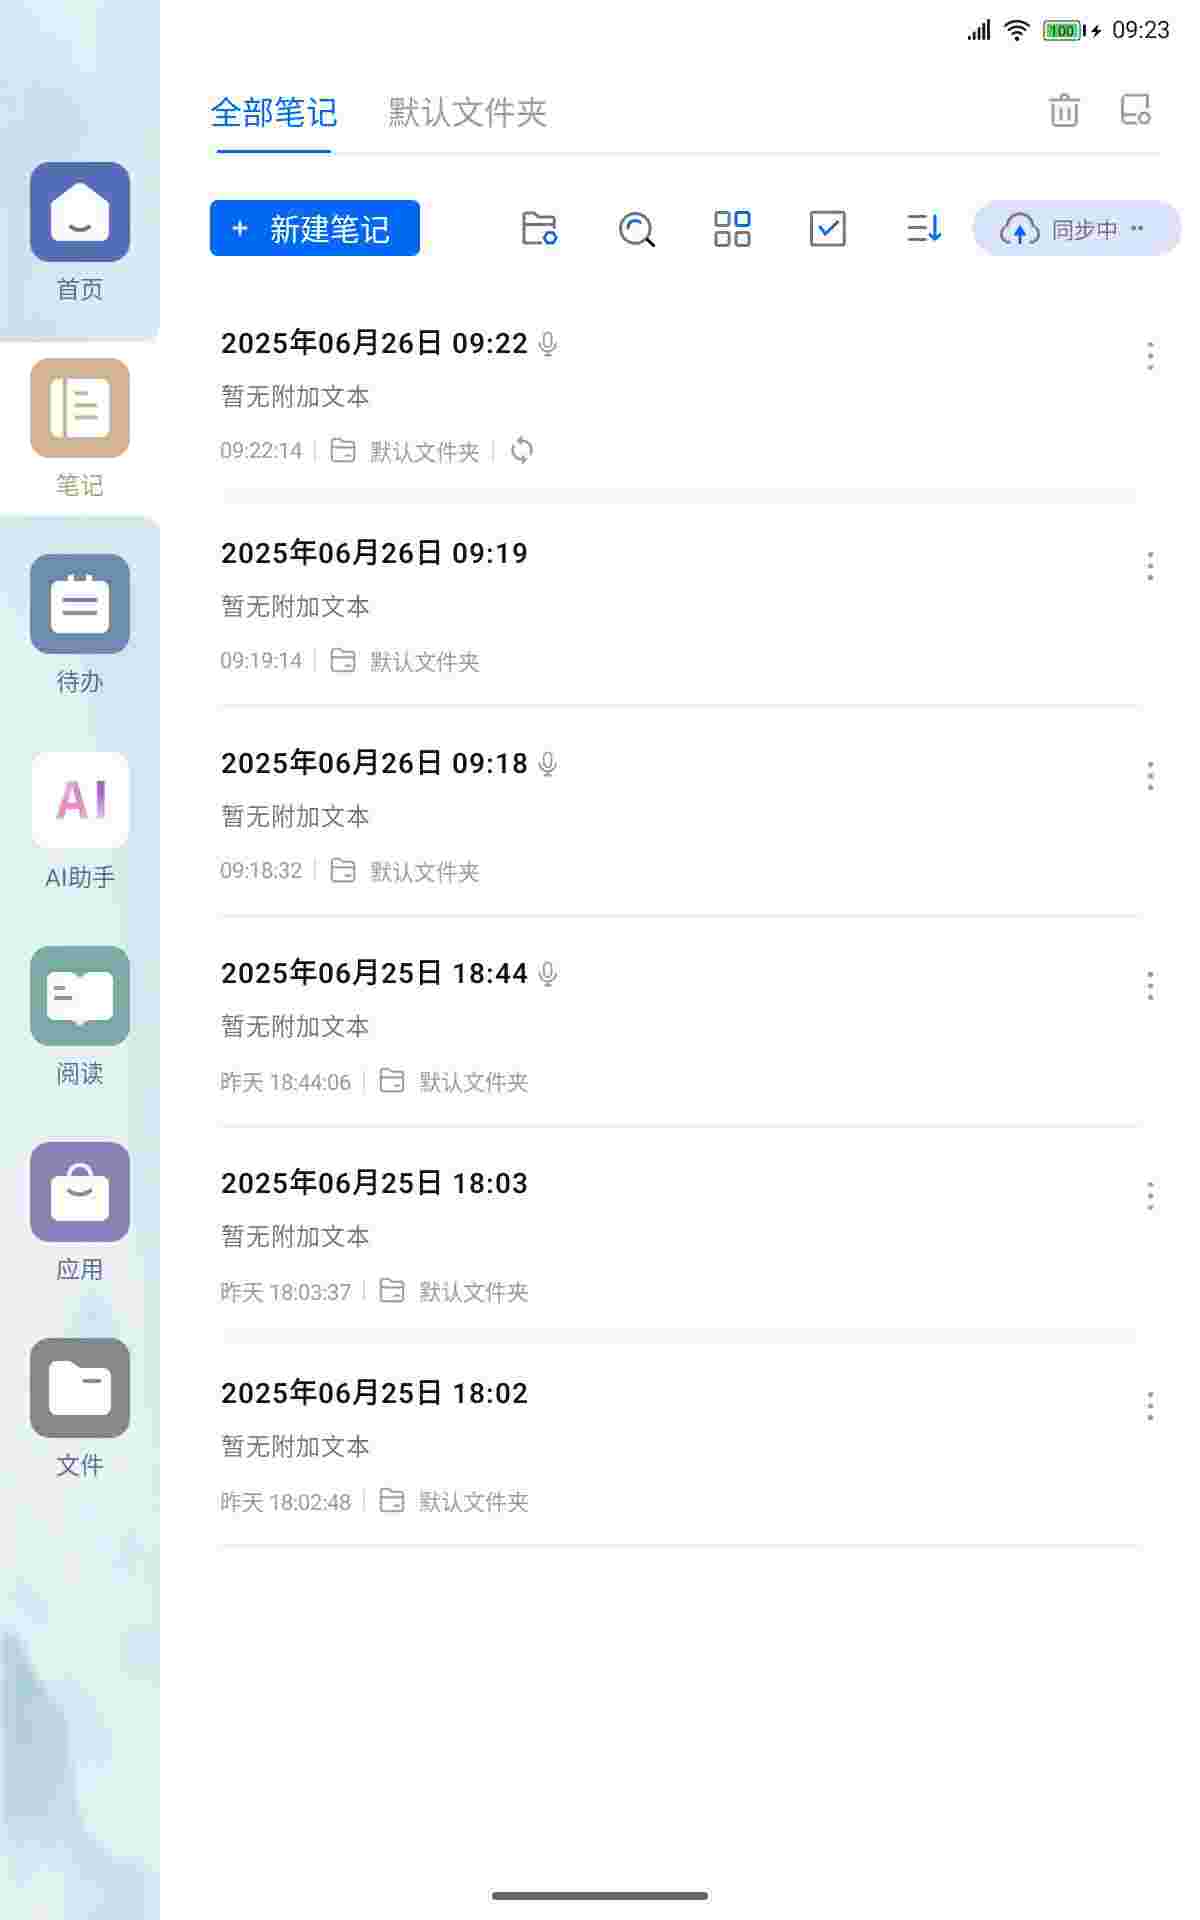 100 09:23
全部笔记 默认文件夹
+ 新建笔记 同步中 ··
首页
笔记
待办
AI
AI助手
阅读
应用
文件
2025年06月26日 09:22
暂无附加文本
09:22:14 默认文件夹
2025年06月26日 09:19
暂无附加文本
09:19:14 默认文件夹
2025年06月26日 09:18
暂无附加文本
09:18:32 默认文件夹
2025年06月25日 18:44
暂无附加文本
昨天 18:44:06 默认文件夹
2025年06月25日 18:03
暂无附加文本
昨天 18:03:37 默认文件夹
2025年06月25日 18:02
暂无附加文本
昨天 18:02:48 默认文件夹